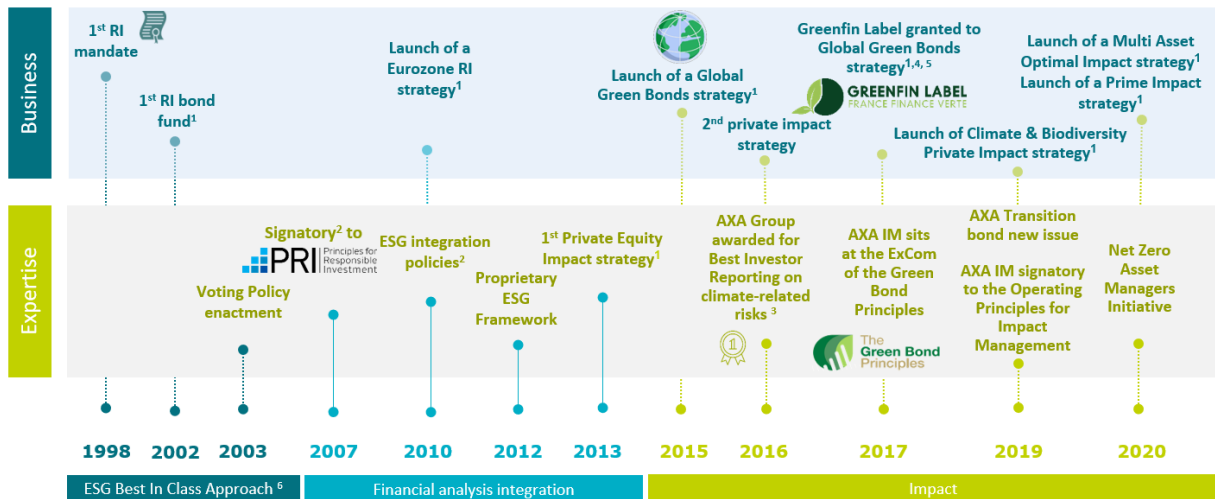 Business
1ˢᵗ RI
mandate
1ˢᵗ RI bond
fund¹
Launch of a
Eurozone RI
strategy¹
Launch of a Global
Green Bonds strategy¹
2ⁿᵈ private impact
strategy
Greenfin Label granted to
Global Green Bonds
strategy¹,⁴, ⁵
GREENFIN LABEL
FRANCE FINANCE VERTE
Launch of Climate & Biodiversity
Private Impact strategy¹
Launch of a Multi Asset
Optimal Impact strategy¹
Launch of a Prime Impact
strategy¹
Expertise
Voting Policy
enactment
Signatory² to
PRI
Principles for
Responsible
Investment
ESG integration
policies²
Proprietary
ESG
Framework
1ˢᵗ Private Equity
Impact strategy¹
AXA Group
awarded for
Best Investor
Reporting on
climate-related
risks ³
1
AXA IM sits
at the ExCom
of the Green
Bond
Principles
The
Green Bond
Principles
AXA Transition
bond new issue
AXA IM signatory
to the Operating
Principles for
Impact
Management
Net Zero
Asset
Managers
Initiative
1998
2002
2003
2007
2010
2012
2013
2015
2016
2017
2019
2020
ESG Best In Class Approach ⁶
Financial analysis integration
Impact